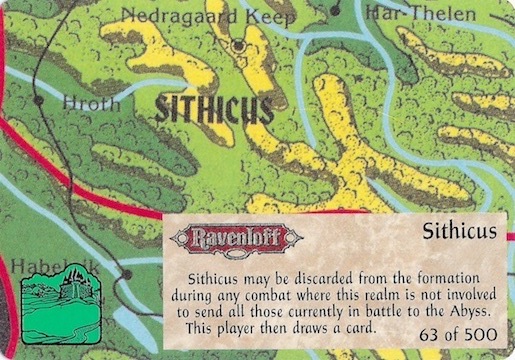 Nedragaard Keep
Har-Thelen
Hroth
SITHICUS
Habelnik
Ravenloft
Sithicus
Sithicus may be discarded from the formation
during any combat where this realm is not involved
to send all those currently in battle to the Abyss.
This player then draws a card.
63 of 500